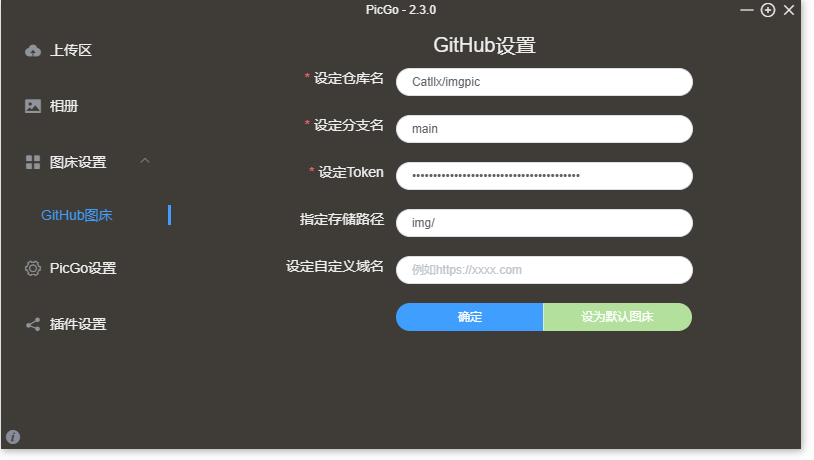 PicGo - 2.3.0
上传区
相册
图床设置
GitHub图床
PicGo设置
插件设置
GitHub设置
* 设定仓库名
Catllx/imgpic
* 设定分支名
main
* 设定Token
••••••••••••••••••••••••••••••••••••••••
指定存储路径
img/
设定自定义域名
例如https://xxxx.com
确定
设为默认图床